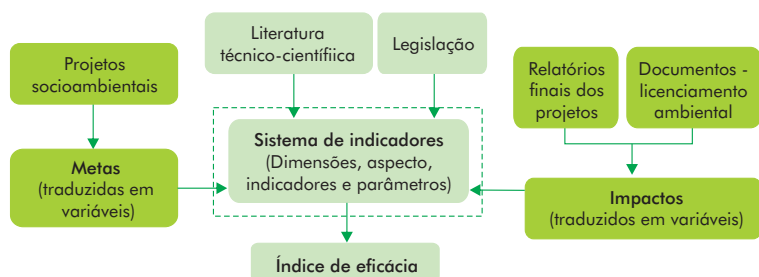 Projetos
socioambientais
Literatura
técnico-científiica
Legislação
Relatórios
finais dos
projetos
Documentos -
licenciamento
ambiental
Metas
(traduzidas em
variáveis)
Sistema de indicadores
(Dimensões, aspecto,
indicadores e parâmetros)
Impactos
(traduzidos em variáveis)
Índice de eficácia